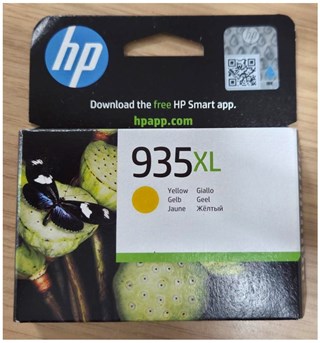 hp
Download the free HP Smart app.
hpapp.com
935XL
Yellow Giallo
Gelb Geel
Jaune Жёлтый